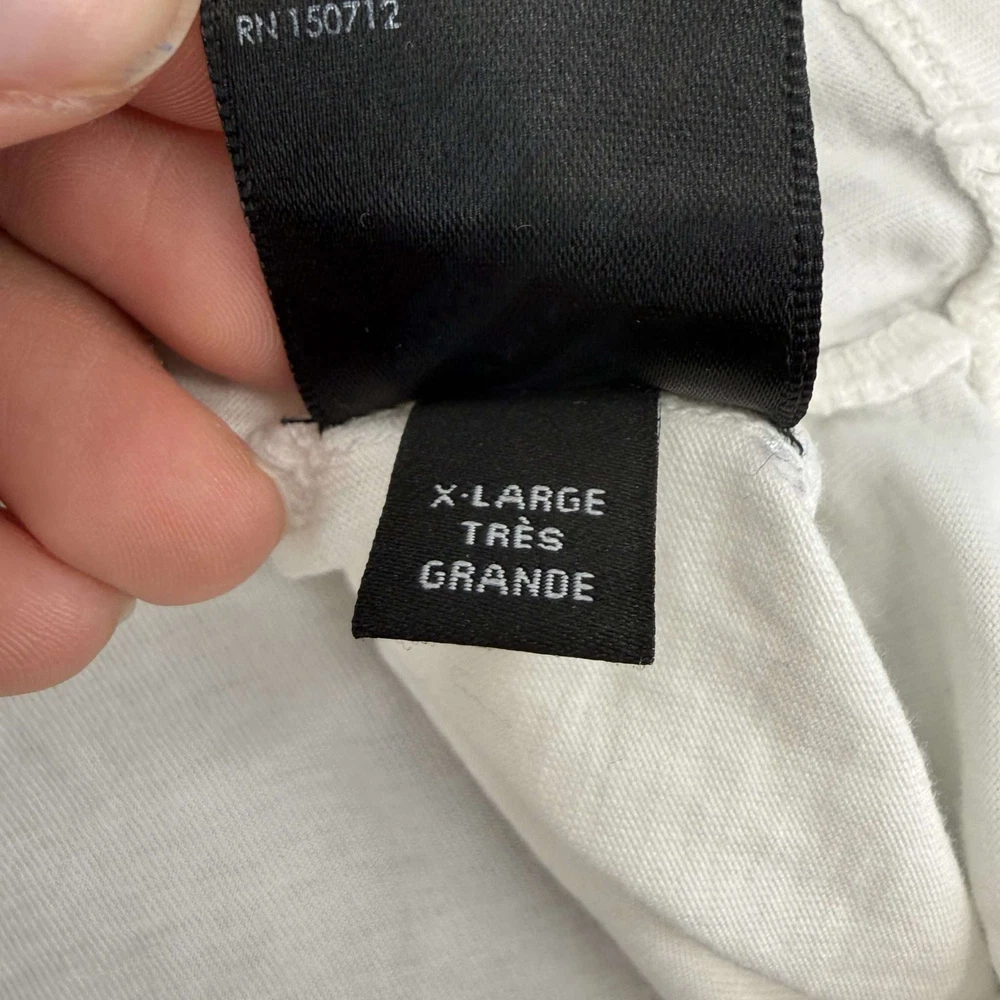 RN 150712
X-LARGE
TRÈS
GRANDE